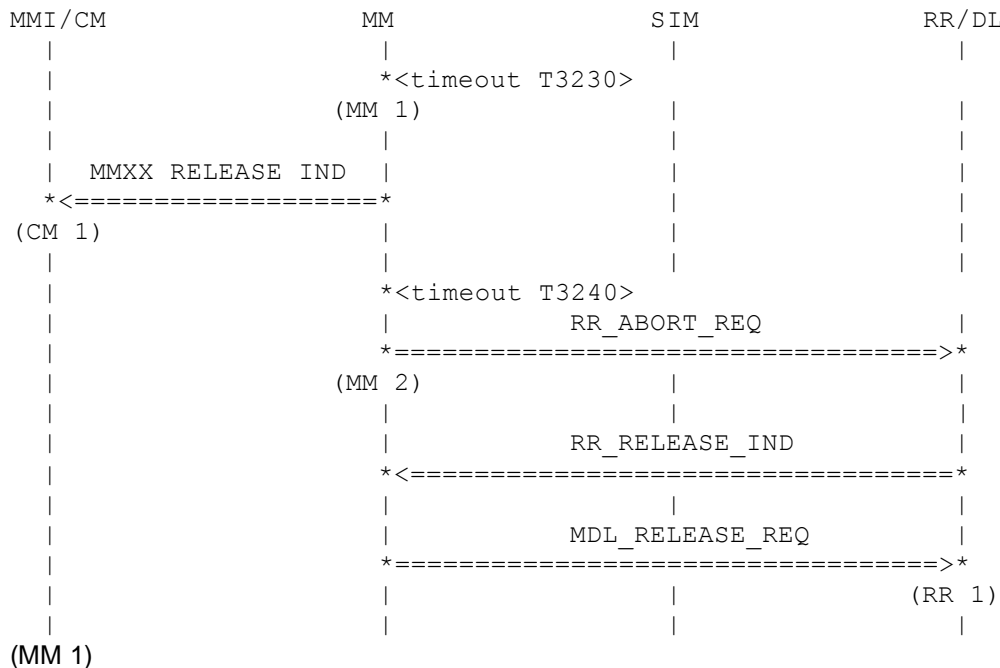 MMI/CM MM SIM RR/DL
| | | |
| *<timeout T3230> |
| (MM 1) | |
| | | |
| MMXX RELEASE IND | | |
*<===================* | |
(CM 1) | | |
| | | |
| *<timeout T3240> |
| | RR_ABORT_REQ |
| *==================================>*
| (MM 2) | |
| | | |
| | RR_RELEASE_IND |
| *<==================================*
| | | |
| | MDL_RELEASE_REQ |
| *==================================>*
| | | (RR 1)
| | | |
(MM 1)